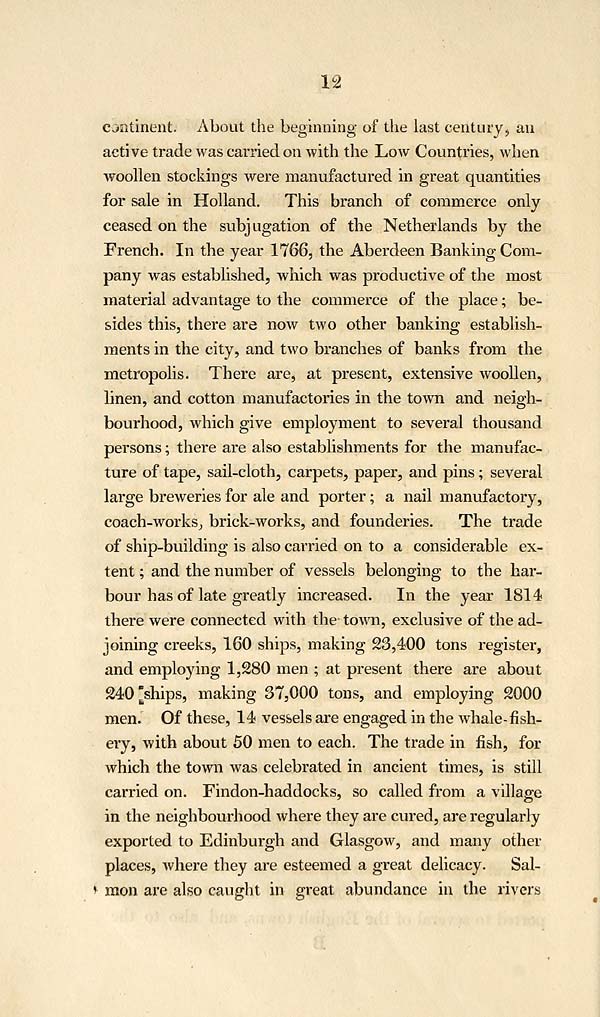 12
continent. About the beginning of the last century, an
active trade was carried on with the Low Countries, when
woollen stockings were manufactured in great quantities
for sale in Holland. This branch of commerce only
ceased on the subjugation of the Netherlands by the
French. In the year 1766, the Aberdeen Banking Com-
pany was established, which was productive of the most
material advantage to the commerce of the place; be-
sides this, there are now two other banking establish-
ments in the city, and two branches of banks from the
metropolis. There are, at present, extensive woollen,
linen, and cotton manufactories in the town and neigh-
bourhood, which give employment to several thousand
persons; there are also establishments for the manufac-
ture of tape, sail-cloth, carpets, paper, and pins; several
large breweries for ale and porter; a nail manufactory,
coach-works, brick-works, and founderies. The trade
of ship-building is also carried on to a considerable ex-
tent; and the number of vessels belonging to the har-
bour has of late greatly increased. In the year 1814
there were connected with the town, exclusive of the ad-
joining creeks, 160 ships, making 23,400 tons register,
and employing 1,280 men; at present there are about
240 ships, making 37,000 tons, and employing 2000
men. Of these, 14 vessels are engaged in the whale-fish-
ery, with about 50 men to each. The trade in fish, for
which the town was celebrated in ancient times, is still
carried on. Findon-haddocks, so called from a village
in the neighbourhood where they are cured, are regularly
exported to Edinburgh and Glasgow, and many other
places, where they are esteemed a great delicacy. Sal-
mon are also caught in great abundance in the rivers